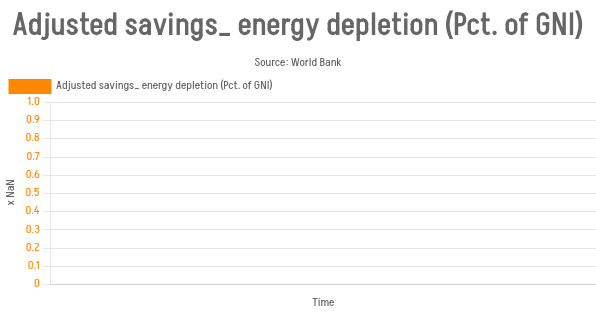 Adjusted savings_ energy depletion (Pct. of GNI)
Source: World Bank
Adjusted savings_ energy depletion (Pct. of GNI)
1.0
0.9
0.8
0.7
0.6
0.5
x NaN
0.4
0.3
0.2
0.1
0
Time